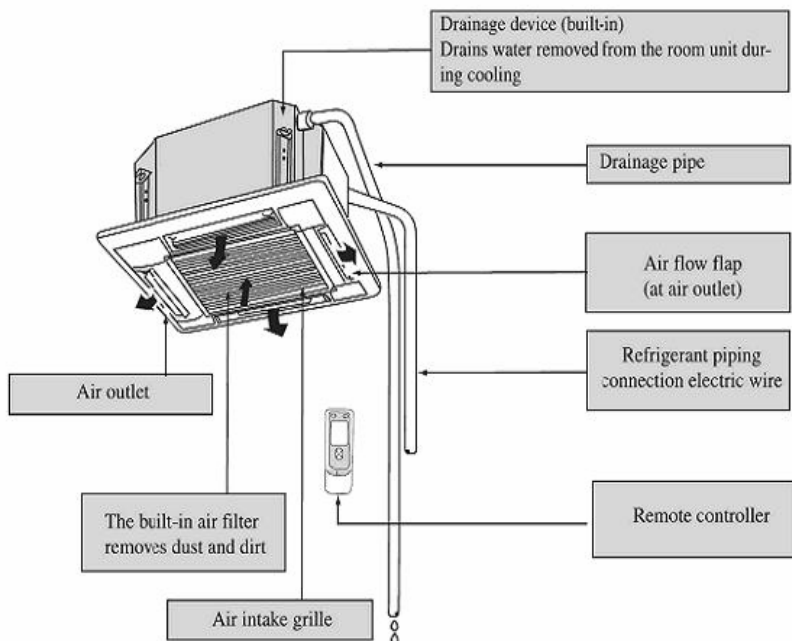 Drainage device (built-in)
Drains water removed from the room unit dur-
ing cooling
Drainage pipe
Air flow flap
(at air outlet)
Refrigerant piping
connection electric wire
Air outlet
Remote controller
The built-in air filter
removes dust and dirt
Air intake grille